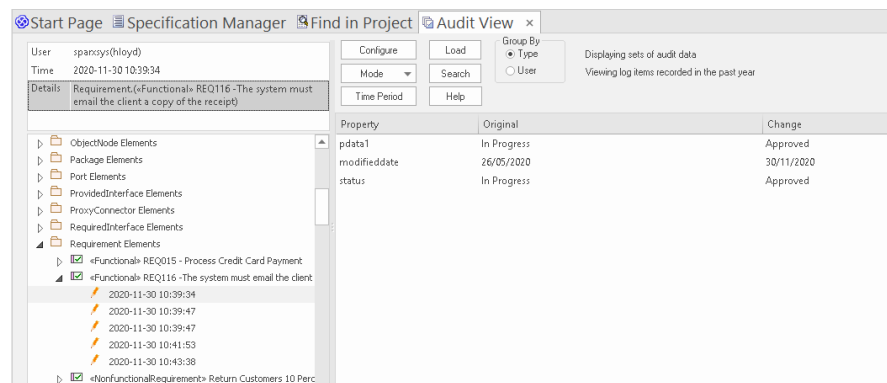 Start Page Specification Manager Find in Project Audit View ×
User sparxsys(hloyd)
Time 2020-11-30 10:39:34
Details Requirement.(«Functional» REQ116 -The system must
email the client a copy of the receipt)
Configure Load Group By
Type
Mode Search User
Time Period Help
Displaying sets of audit data
Viewing log items recorded in the past year
Property Original Change
pdata1 In Progress Approved
modifieddate 26/05/2020 30/11/2020
status In Progress Approved
ObjectNode Elements
Package Elements
Port Elements
ProvidedInterface Elements
ProxyConnector Elements
RequiredInterface Elements
Requirement Elements
«Functional» REQ015 - Process Credit Card Payment
«Functional» REQ116 -The system must email the client
2020-11-30 10:39:34
2020-11-30 10:39:47
2020-11-30 10:39:47
2020-11-30 10:41:53
2020-11-30 10:43:38
«NonfunctionalRequirement» Return Customers 10 Perc